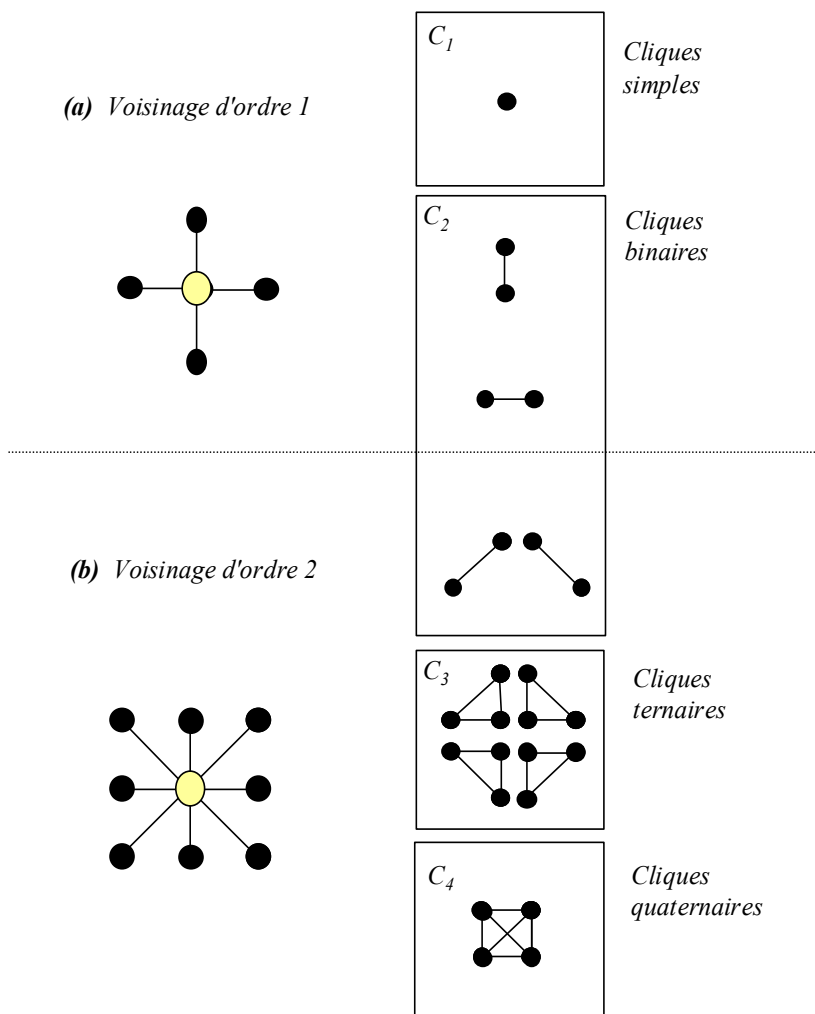 C1
Cliques
simples
(a) Voisinage d'ordre 1
C2
Cliques
binaires
(b) Voisinage d'ordre 2
C3
Cliques
ternaires
C4
Cliques
quaternaires